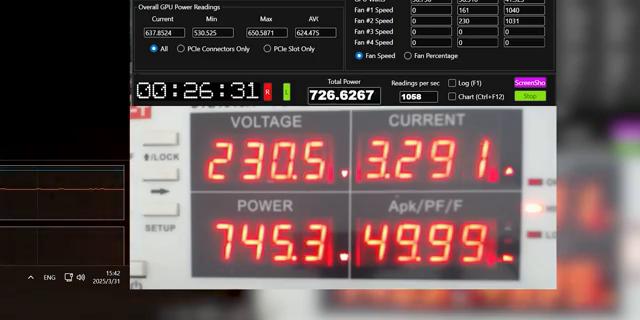 Overall GPU Power Readings
Current Min Max AVG
637.8524 530.525 650.5871 624.475
All PCIe Connectors Only PCIe Slot Only
Fan #1 Speed 0 161 1040
Fan #2 Speed 0 230 1031
Fan #3 Speed 0 0 0
Fan #4 Speed 0 0 0
Fan Speed Fan Percentage
00:26:31 R L
Total Power
726.6267
Readings per sec
1058
Log (F1)
Chart (Ctrl+F12)
ScreenSho
Stop
VOLTAGE CURRENT
230.5 3.291
/LOCK
POWER Apk/PF/F
745.3 49.99
SETUP
ENG 15:42
2025/3/31